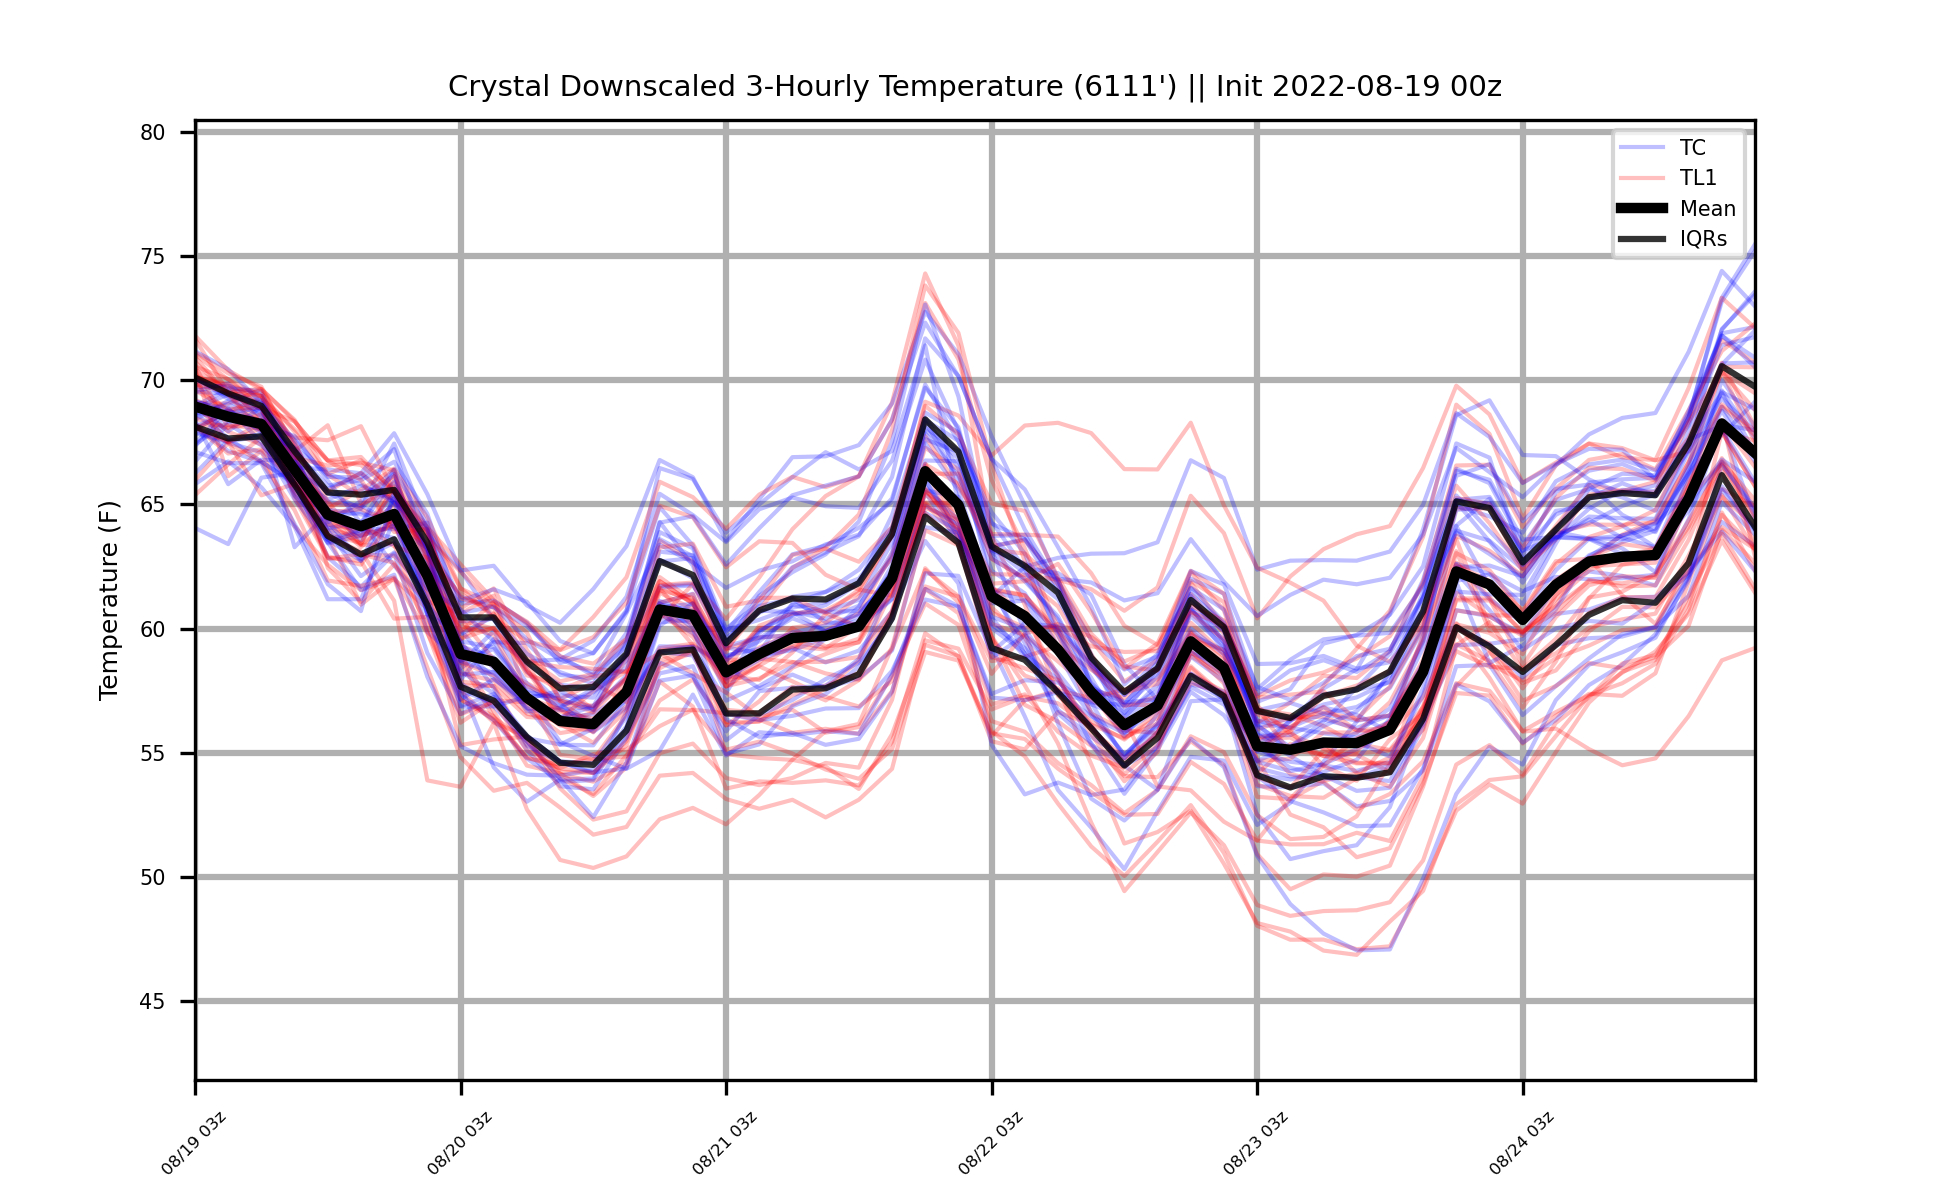 Crystal Downscaled 3-Hourly Temperature (6111') || Init 2022-08-19 00z
80
75
70
65
60
55
50
45
Temperature (F)
TC
TL1
Mean
IQRs
08/19 03z
08/20 03z
08/21 03z
08/22 03z
08/23 03z
08/24 03z